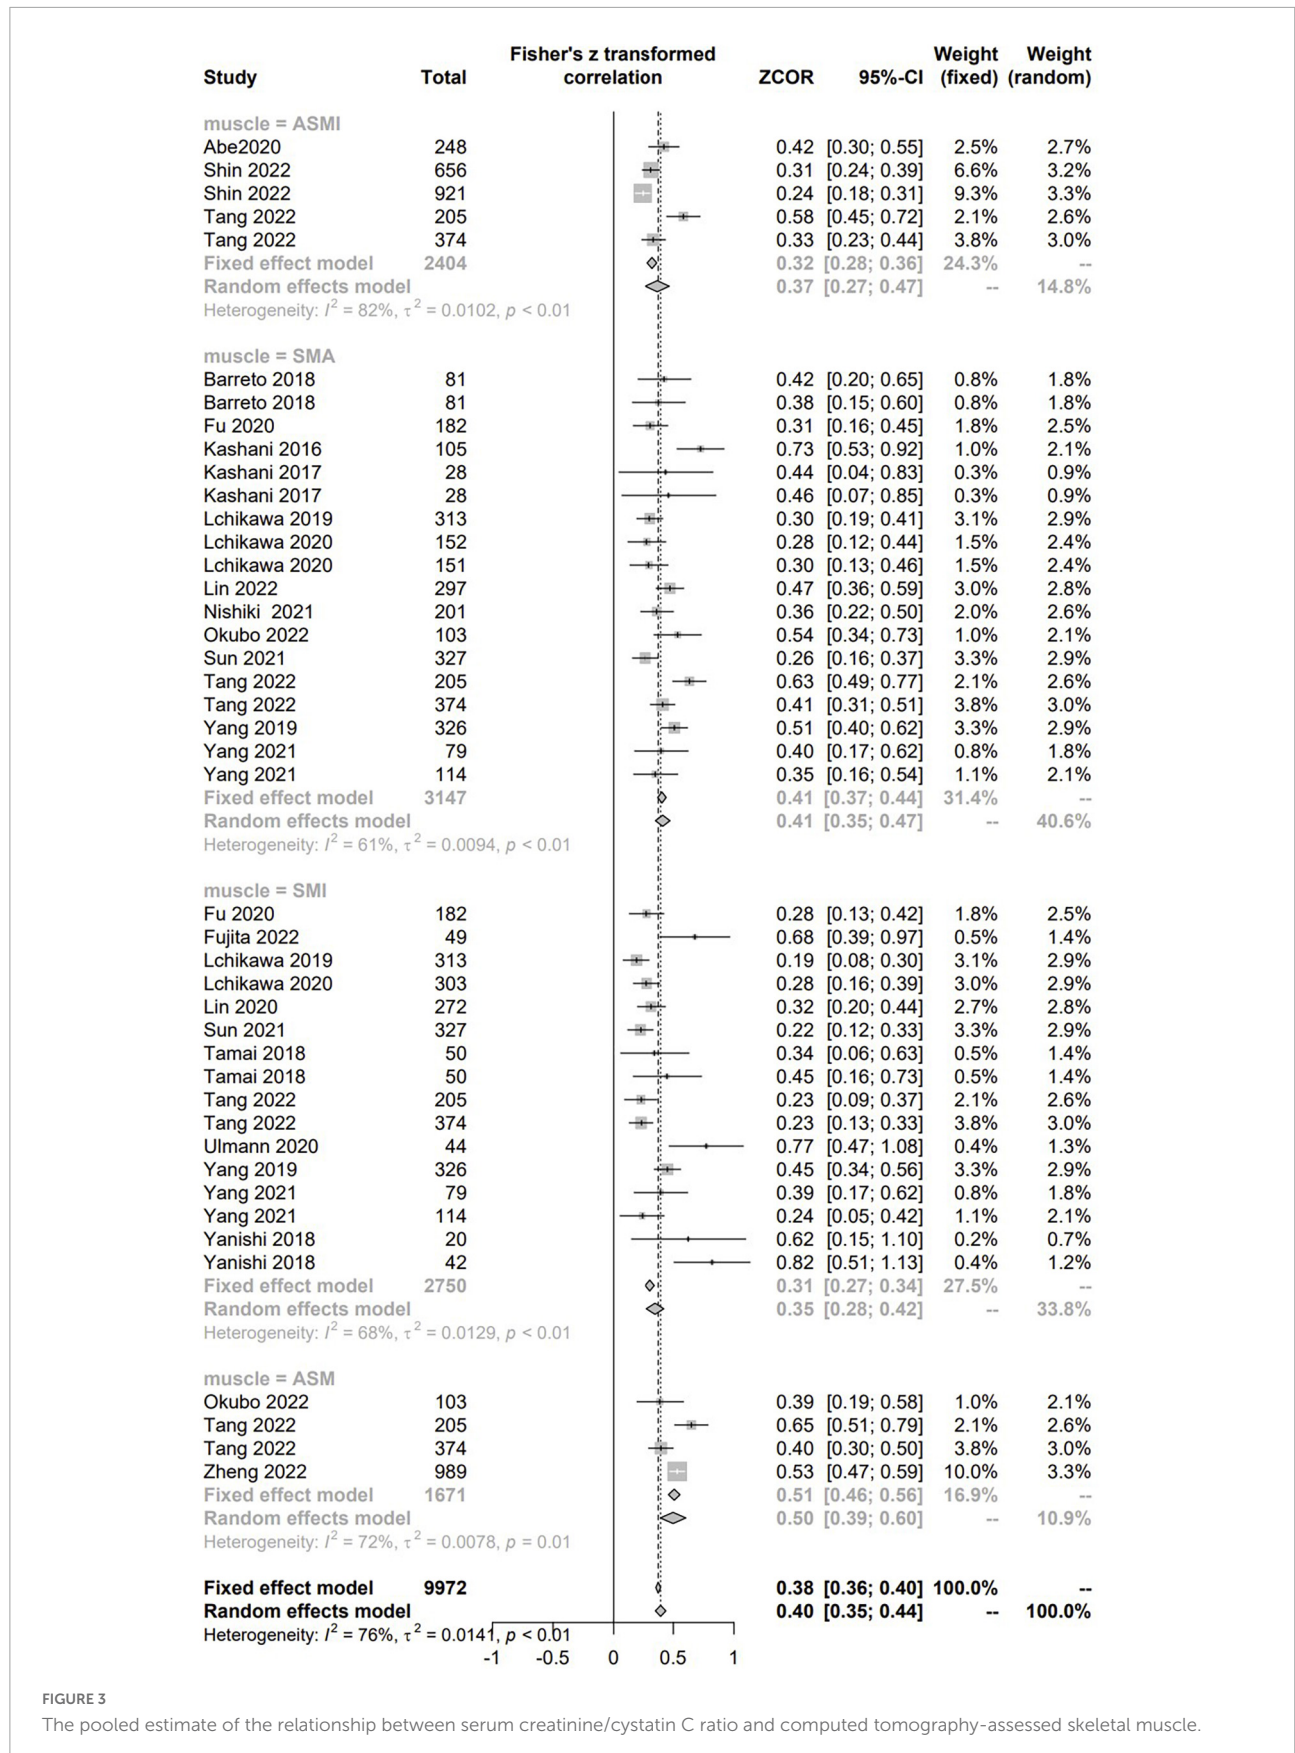 Fisher's z transformed Weight Weight
Study Total correlation ZCOR 95%-CI (fixed) (random)
muscle = ASMI
Abe2020 248 0.42 [0.30; 0.55] 2.5% 2.7%
Shin 2022 656 0.31 [0.24; 0.39] 6.6% 3.2%
Shin 2022 921 0.24 [0.18; 0.31] 9.3% 3.3%
Tang 2022 205 0.58 [0.45; 0.72] 2.1% 2.6%
Tang 2022 374 0.33 [0.23; 0.44] 3.8% 3.0%
Fixed effect model 2404 0.32 [0.28; 0.36] 24.3% --
Random effects model 0.37 [0.27; 0.47] -- 14.8%
Heterogeneity: I² = 82%, τ² = 0.0102, p < 0.01
muscle = SMA
Barreto 2018 81 0.42 [0.20; 0.65] 0.8% 1.8%
Barreto 2018 81 0.38 [0.15; 0.60] 0.8% 1.8%
Fu 2020 182 0.31 [0.16; 0.45] 1.8% 2.5%
Kashani 2016 105 0.73 [0.53; 0.92] 1.0% 2.1%
Kashani 2017 28 0.44 [0.04; 0.83] 0.3% 0.9%
Kashani 2017 28 0.46 [0.07; 0.85] 0.3% 0.9%
Lchikawa 2019 313 0.30 [0.19; 0.41] 3.1% 2.9%
Lchikawa 2020 152 0.28 [0.12; 0.44] 1.5% 2.4%
Lchikawa 2020 151 0.30 [0.13; 0.46] 1.5% 2.4%
Lin 2022 297 0.47 [0.36; 0.59] 3.0% 2.8%
Nishiki 2021 201 0.36 [0.22; 0.50] 2.0% 2.6%
Okubo 2022 103 0.54 [0.34; 0.73] 1.0% 2.1%
Sun 2021 327 0.26 [0.16; 0.37] 3.3% 2.9%
Tang 2022 205 0.63 [0.49; 0.77] 2.1% 2.6%
Tang 2022 374 0.41 [0.31; 0.51] 3.8% 3.0%
Yang 2019 326 0.51 [0.40; 0.62] 3.3% 2.9%
Yang 2021 79 0.40 [0.17; 0.62] 0.8% 1.8%
Yang 2021 114 0.35 [0.16; 0.54] 1.1% 2.1%
Fixed effect model 3147 0.41 [0.37; 0.44] 31.4% --
Random effects model 0.41 [0.35; 0.47] -- 40.6%
Heterogeneity: I² = 61%, τ² = 0.0094, p < 0.01
muscle = SMI
Fu 2020 182 0.28 [0.13; 0.42] 1.8% 2.5%
Fujita 2022 49 0.68 [0.39; 0.97] 0.5% 1.4%
Lchikawa 2019 313 0.19 [0.08; 0.30] 3.1% 2.9%
Lchikawa 2020 303 0.28 [0.16; 0.39] 3.0% 2.9%
Lin 2020 272 0.32 [0.20; 0.44] 2.7% 2.8%
Sun 2021 327 0.22 [0.12; 0.33] 3.3% 2.9%
Tamai 2018 50 0.34 [0.06; 0.63] 0.5% 1.4%
Tamai 2018 50 0.45 [0.16; 0.73] 0.5% 1.4%
Tang 2022 205 0.23 [0.09; 0.37] 2.1% 2.6%
Tang 2022 374 0.23 [0.13; 0.33] 3.8% 3.0%
Ulmann 2020 44 0.77 [0.47; 1.08] 0.4% 1.3%
Yang 2019 326 0.45 [0.34; 0.56] 3.3% 2.9%
Yang 2021 79 0.39 [0.17; 0.62] 0.8% 1.8%
Yang 2021 114 0.24 [0.05; 0.42] 1.1% 2.1%
Yanishi 2018 20 0.62 [0.15; 1.10] 0.2% 0.7%
Yanishi 2018 42 0.82 [0.51; 1.13] 0.4% 1.2%
Fixed effect model 2750 0.31 [0.27; 0.34] 27.5% --
Random effects model 0.35 [0.28; 0.42] -- 33.8%
Heterogeneity: I² = 68%, τ² = 0.0129, p < 0.01
muscle = ASM
Okubo 2022 103 0.39 [0.19; 0.58] 1.0% 2.1%
Tang 2022 205 0.65 [0.51; 0.79] 2.1% 2.6%
Tang 2022 374 0.40 [0.30; 0.50] 3.8% 3.0%
Zheng 2022 989 0.53 [0.47; 0.59] 10.0% 3.3%
Fixed effect model 1671 0.51 [0.46; 0.56] 16.9% --
Random effects model 0.50 [0.39; 0.60] -- 10.9%
Heterogeneity: I² = 72%, τ² = 0.0078, p = 0.01
Fixed effect model 9972 0.38 [0.36; 0.40] 100.0% --
Random effects model 0.40 [0.35; 0.44] -- 100.0%
Heterogeneity: I² = 76%, τ² = 0.0141, p < 0.01
-1 -0.5 0 0.5 1
FIGURE 3
The pooled estimate of the relationship between serum creatinine/cystatin C ratio and computed tomography-assessed skeletal muscle.